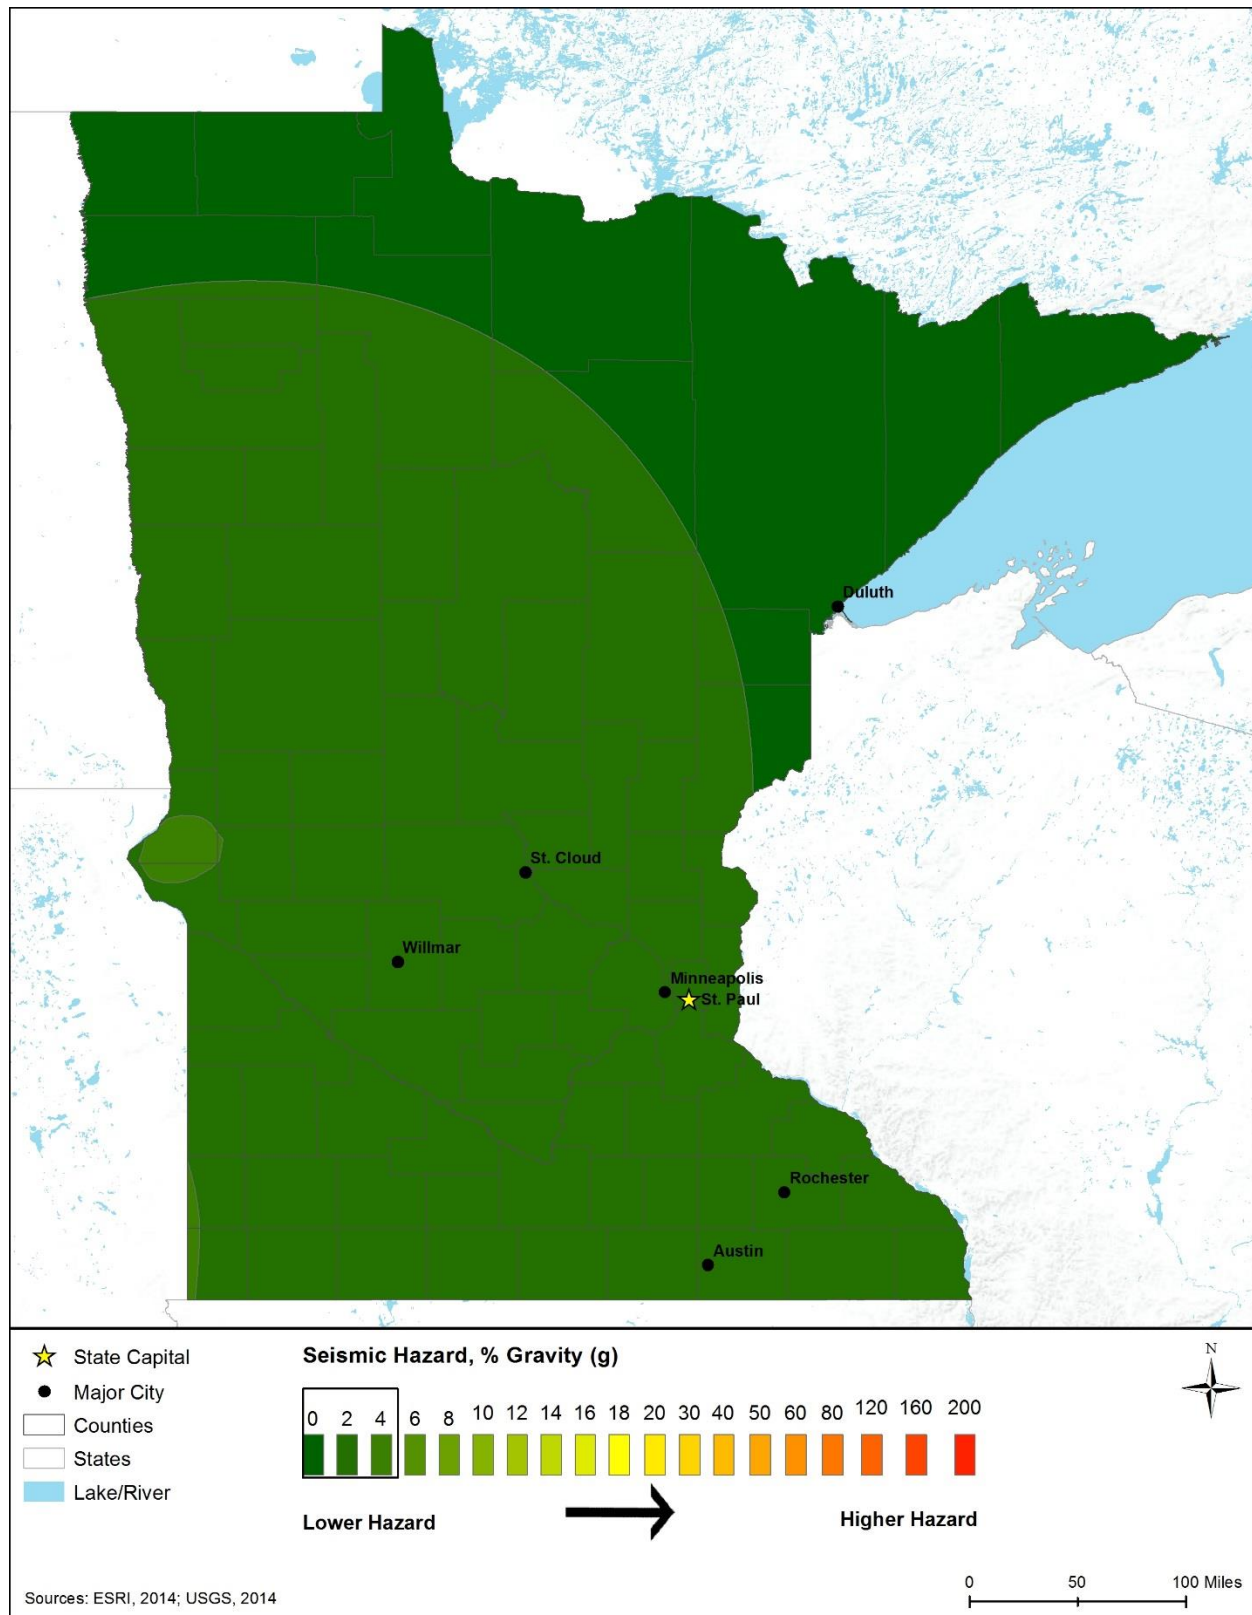 Duluth
St. Cloud
Willmar
Minneapolis
St. Paul
Rochester
Austin
State Capital
Major City
Counties
States
Lake/River
Seismic Hazard, % Gravity (g)
0 2 4 6 8 10 12 14 16 18 20 30 40 50 60 80 120 160 200
Lower Hazard
Higher Hazard
N
Sources: ESRI, 2014; USGS, 2014
0 50 100 Miles